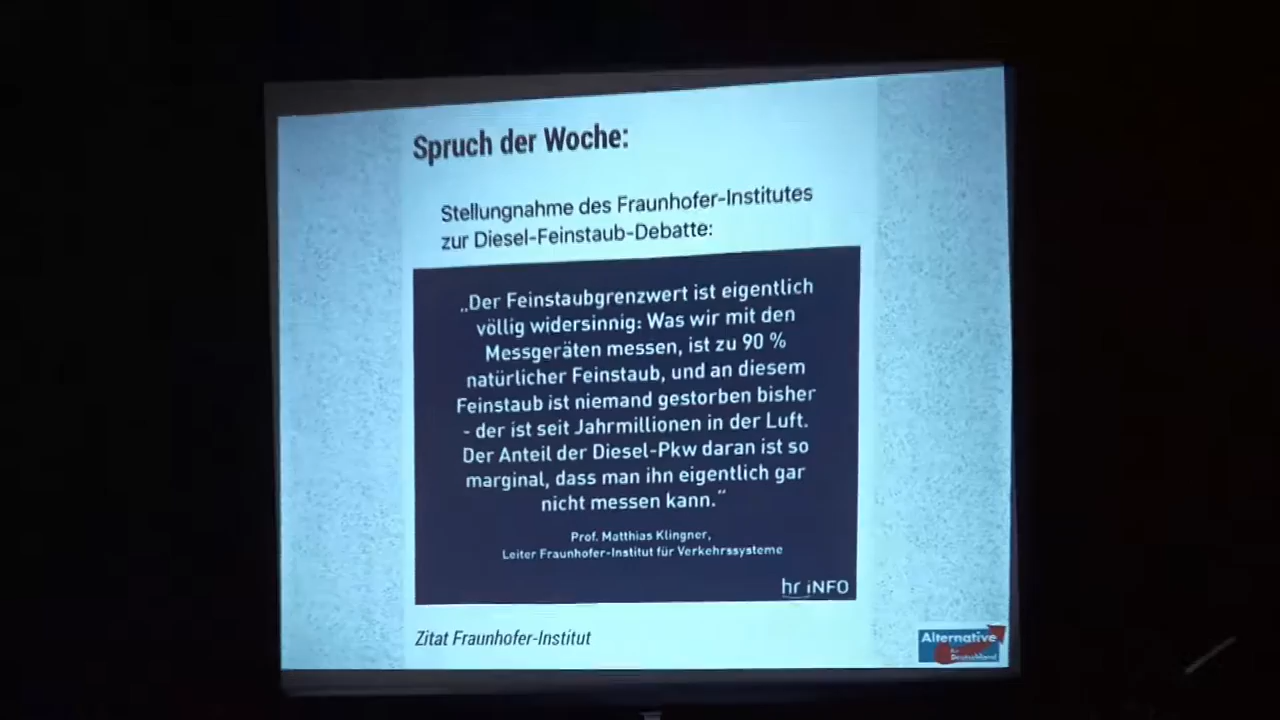 Spruch der Woche:
Stellungnahme des Fraunhofer-Institutes
zur Diesel-Feinstaub-Debatte:
„Der Feinstaubgrenzwert ist eigentlich
völlig widersinnig: Was wir mit den
Messgeräten messen, ist zu 90 %
natürlicher Feinstaub, und an diesem
Feinstaub ist niemand gestorben bisher
- der ist seit Jahrmillionen in der Luft.
Der Anteil der Diesel-Pkw daran ist so
marginal, dass man ihn eigentlich gar
nicht messen kann.“
Prof. Matthias Klingner,
Leiter Fraunhofer-Institut für Verkehrssysteme
hr iNFO
Zitat Fraunhofer-Institut
Alternative
für
Deutschland